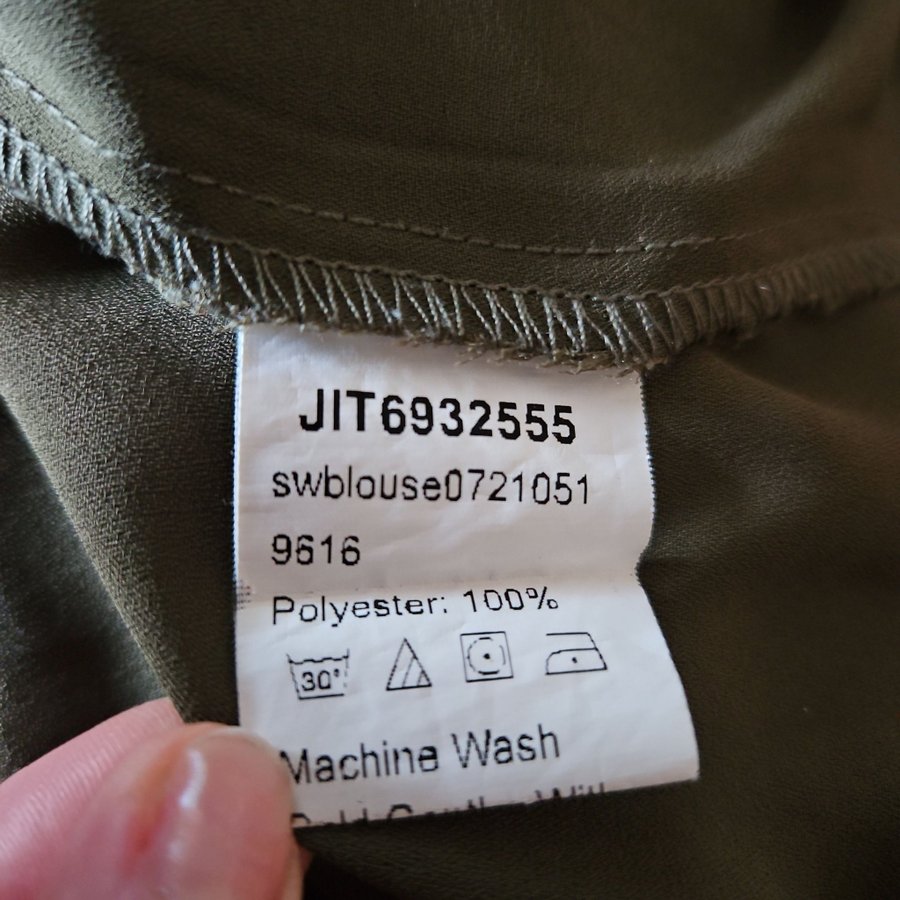 JIT6932555
swblouse0721051
9616
Polyester: 100%
30°
Machine Wash